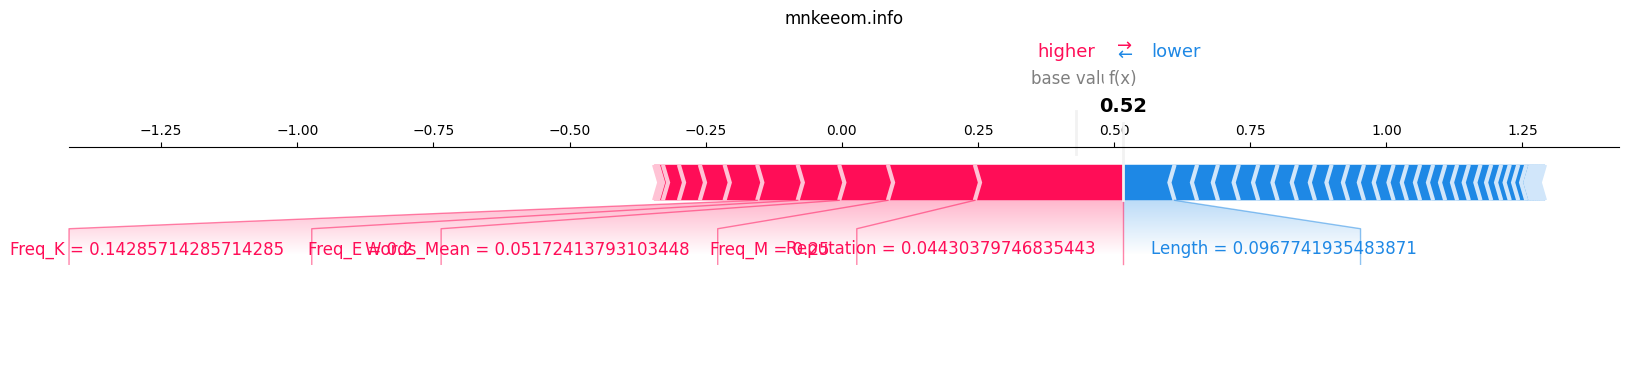 mnkeeom.info
higher ⇄ lower
base valu f(x)
0.52
−1.25 −1.00 −0.75 −0.50 −0.25 0.00 0.25 0.50 0.75 1.00 1.25
Freq_K = 0.14285714285714285 Freq_E = 0.2 Words_Mean = 0.05172413793103448 Freq_M = 0.25 Reputation = 0.04430379746835443 Length = 0.0967741935483871